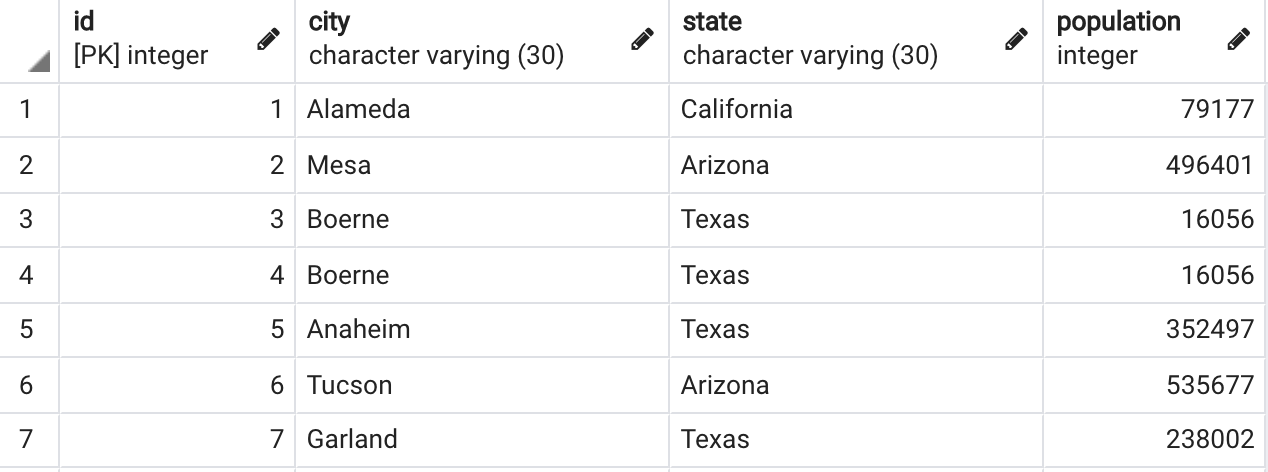 id city state population
[PK] integer character varying (30) character varying (30) integer
1 1 Alameda California 79177
2 2 Mesa Arizona 496401
3 3 Boerne Texas 16056
4 4 Boerne Texas 16056
5 5 Anaheim Texas 352497
6 6 Tucson Arizona 535677
7 7 Garland Texas 238002